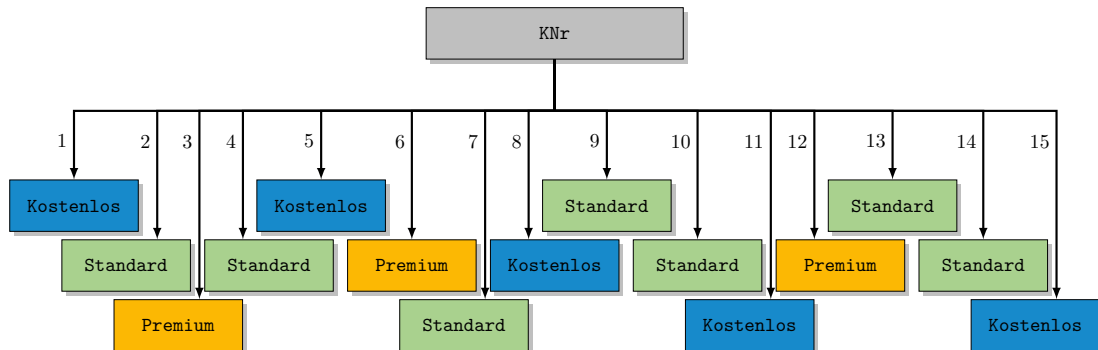 KNr
1 2 3 4 5 6 7 8 9 10 11 12 13 14 15
Kostenlos Kostenlos Standard Standard
Standard Standard Premium Kostenlos Standard Premium Standard
Premium Standard Kostenlos Kostenlos